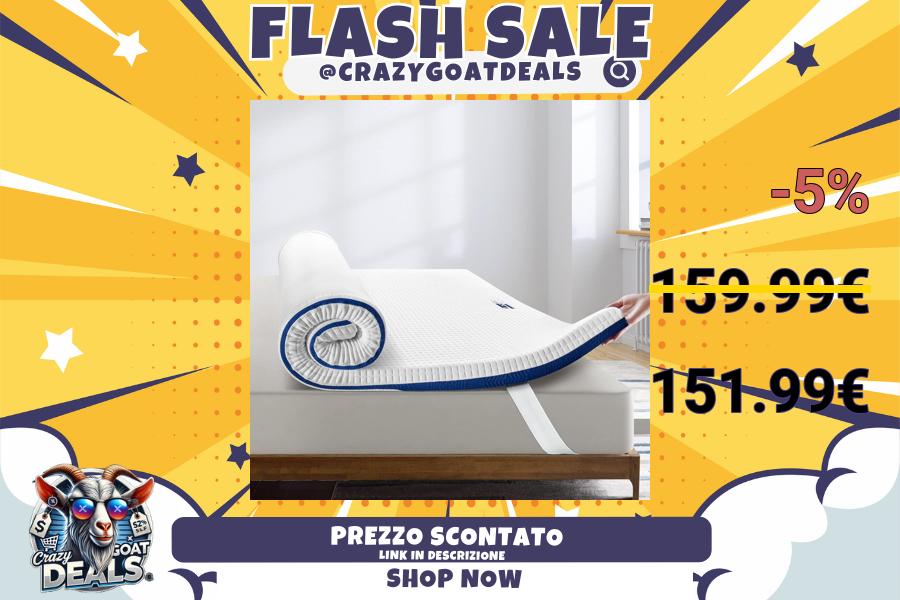 FLASH SALE
@CRAZYGOATDEALS
-5%
159.99€
151.99€
PREZZO SCONTATO
LINK IN DESCRIZIONE
SHOP NOW
$
Crazy
GOAT
DEALS